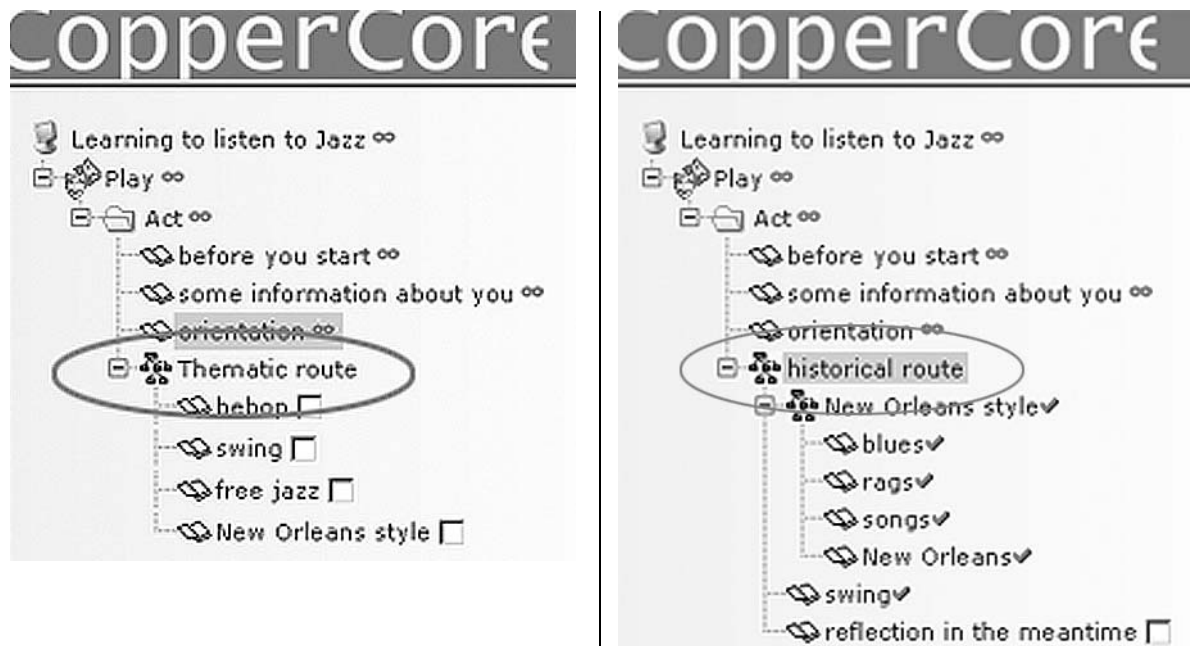 CopperCore
Learning to listen to Jazz
Play
Act
before you start
some information about you
orientation
Thematic route
bebop
swing
free jazz
New Orleans style
CopperCore
Learning to listen to Jazz
Play
Act
before you start
some information about you
orientation
historical route
New Orleans style
blues
rags
songs
New Orleans
swing
reflection in the meantime